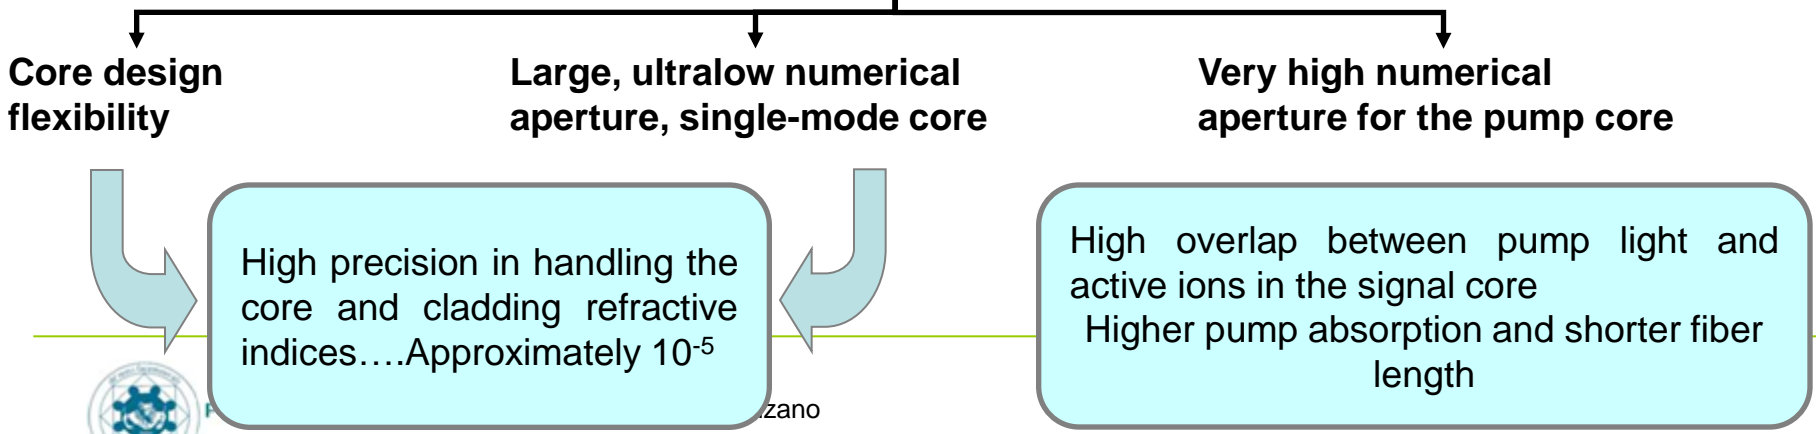 Core design
flexibility
Large, ultralow numerical
aperture, single-mode core
Very high numerical
aperture for the pump core
High precision in handling the
core and cladding refractive
indices….Approximately 10⁻⁵
High overlap between pump light and
active ions in the signal core
Higher pump absorption and shorter fiber
length
zano